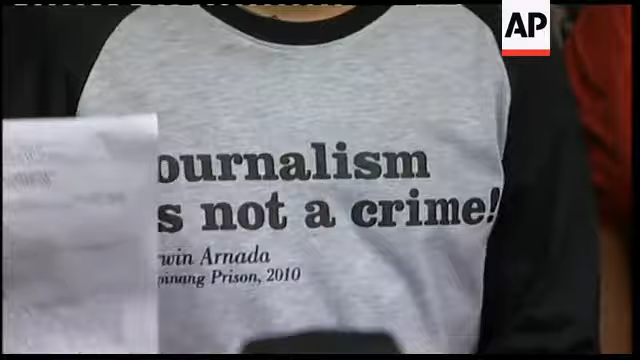 AP
ournalism
s not a crime!
win Arnada
pinang Prison, 2010